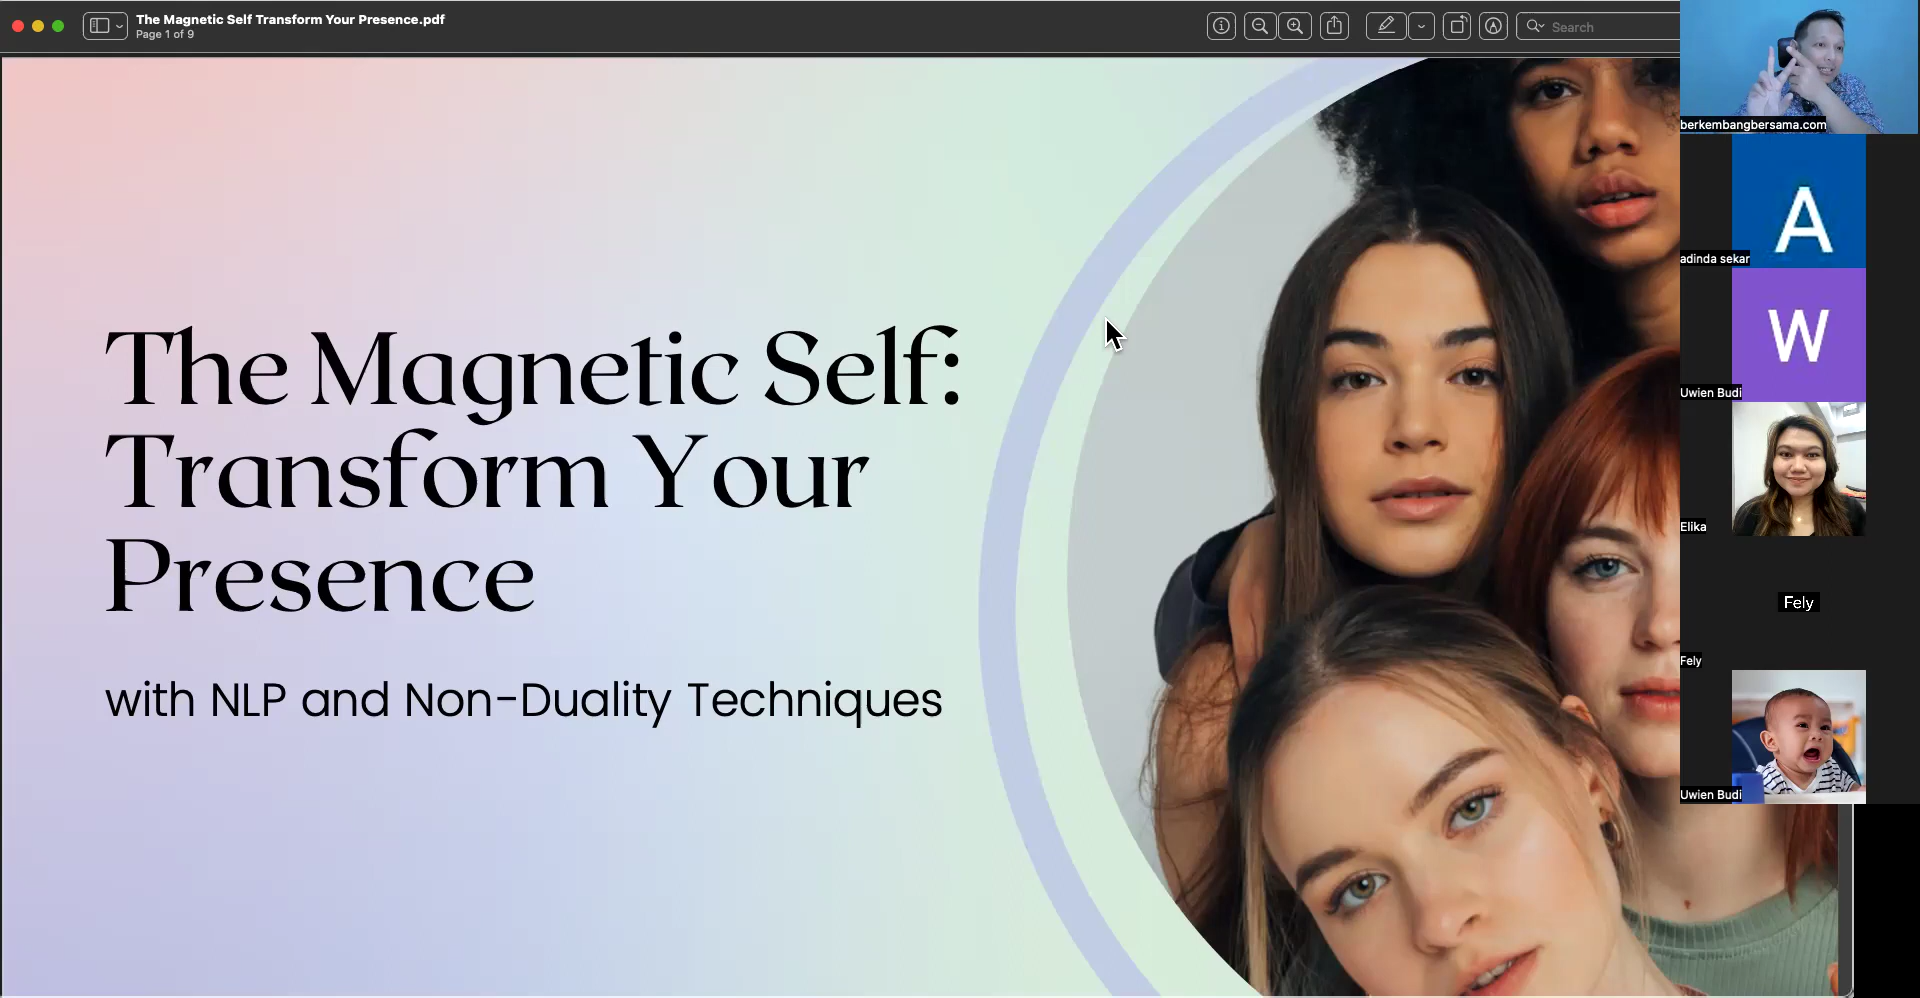 The Magnetic Self Transform Your Presence.pdf
Page 1 of 9
Search
The Magnetic Self:
Transform Your
Presence
with NLP and Non-Duality Techniques
berkembangbersama.com
A
adinda sekar
W
Uwien Budi
Elika
Fely
Fely
Uwien Budi